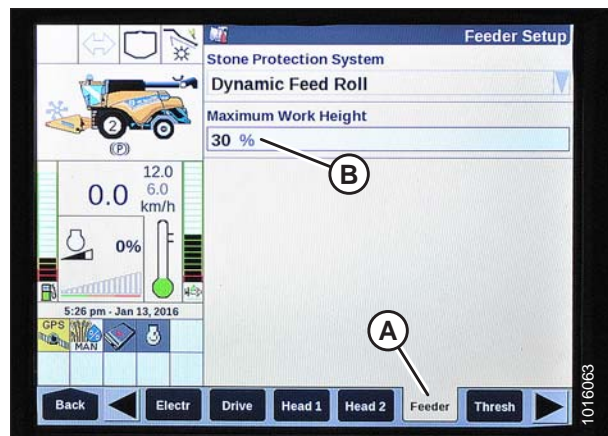 Feeder Setup
Stone Protection System
Dynamic Feed Roll
Maximum Work Height
30 %
B
2
(P)
12.0
0.0 6.0
km/h
0%
5:26 pm - Jan 13, 2016
GPS
MAN
A
Back Electr Drive Head 1 Head 2 Feeder Thresh
1016063